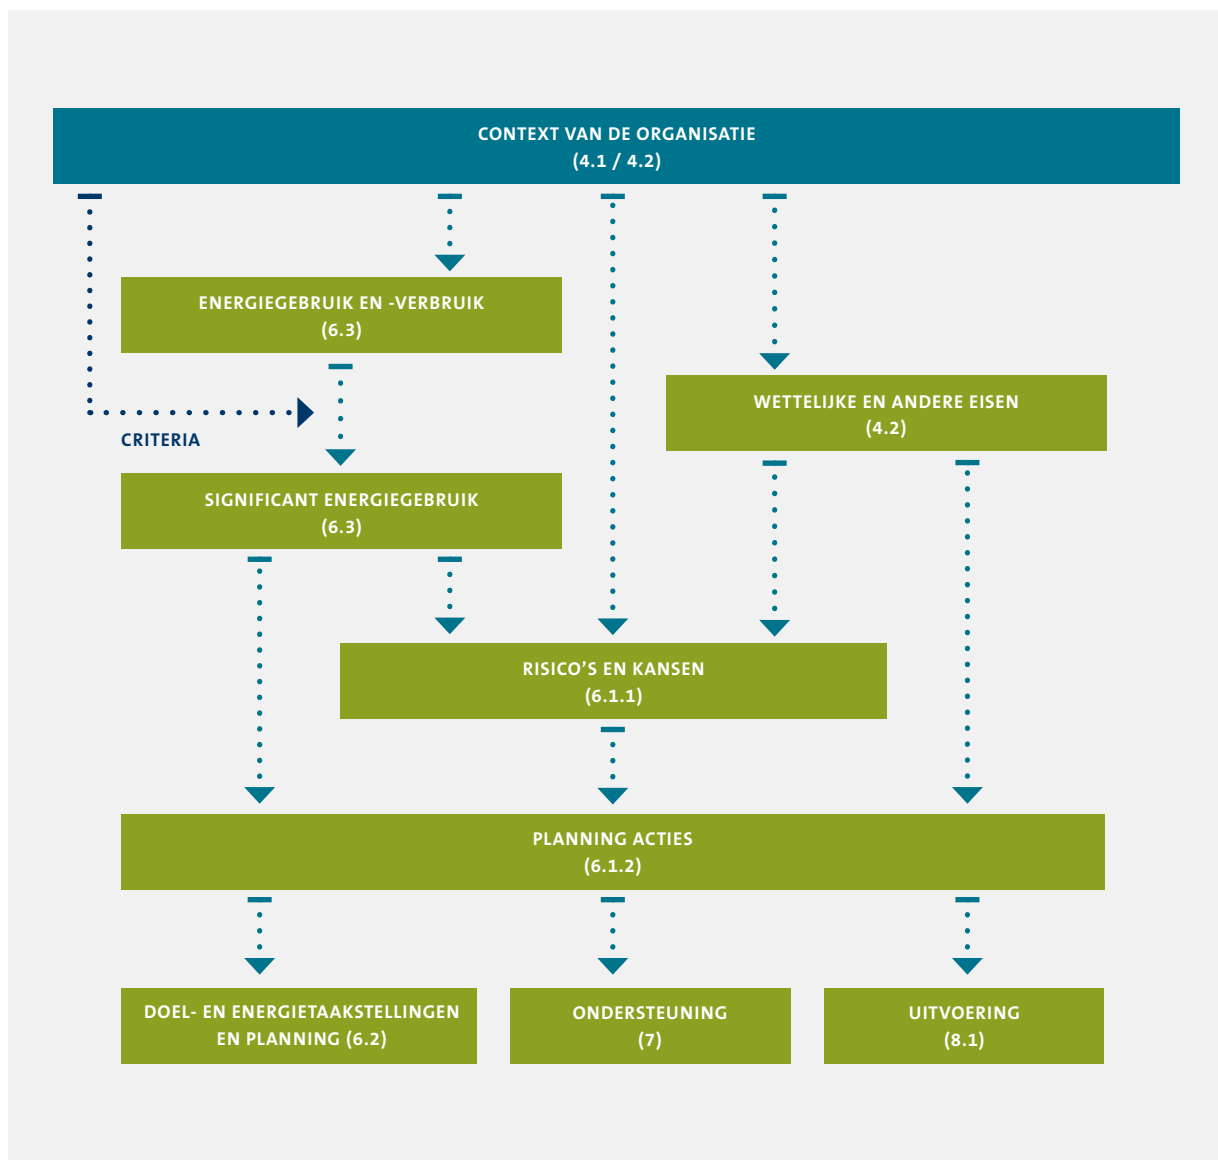 CONTEXT VAN DE ORGANISATIE
(4.1 / 4.2)
ENERGIEGEBRUIK EN -VERBRUIK
(6.3)
WETTELIJKE EN ANDERE EISEN
(4.2)
CRITERIA
SIGNIFICANT ENERGIEGEBRUIK
(6.3)
RISICO’S EN KANSEN
(6.1.1)
PLANNING ACTIES
(6.1.2)
DOEL- EN ENERGIETAAKSTELLINGEN
EN PLANNING (6.2)
ONDERSTEUNING
(7)
UITVOERING
(8.1)